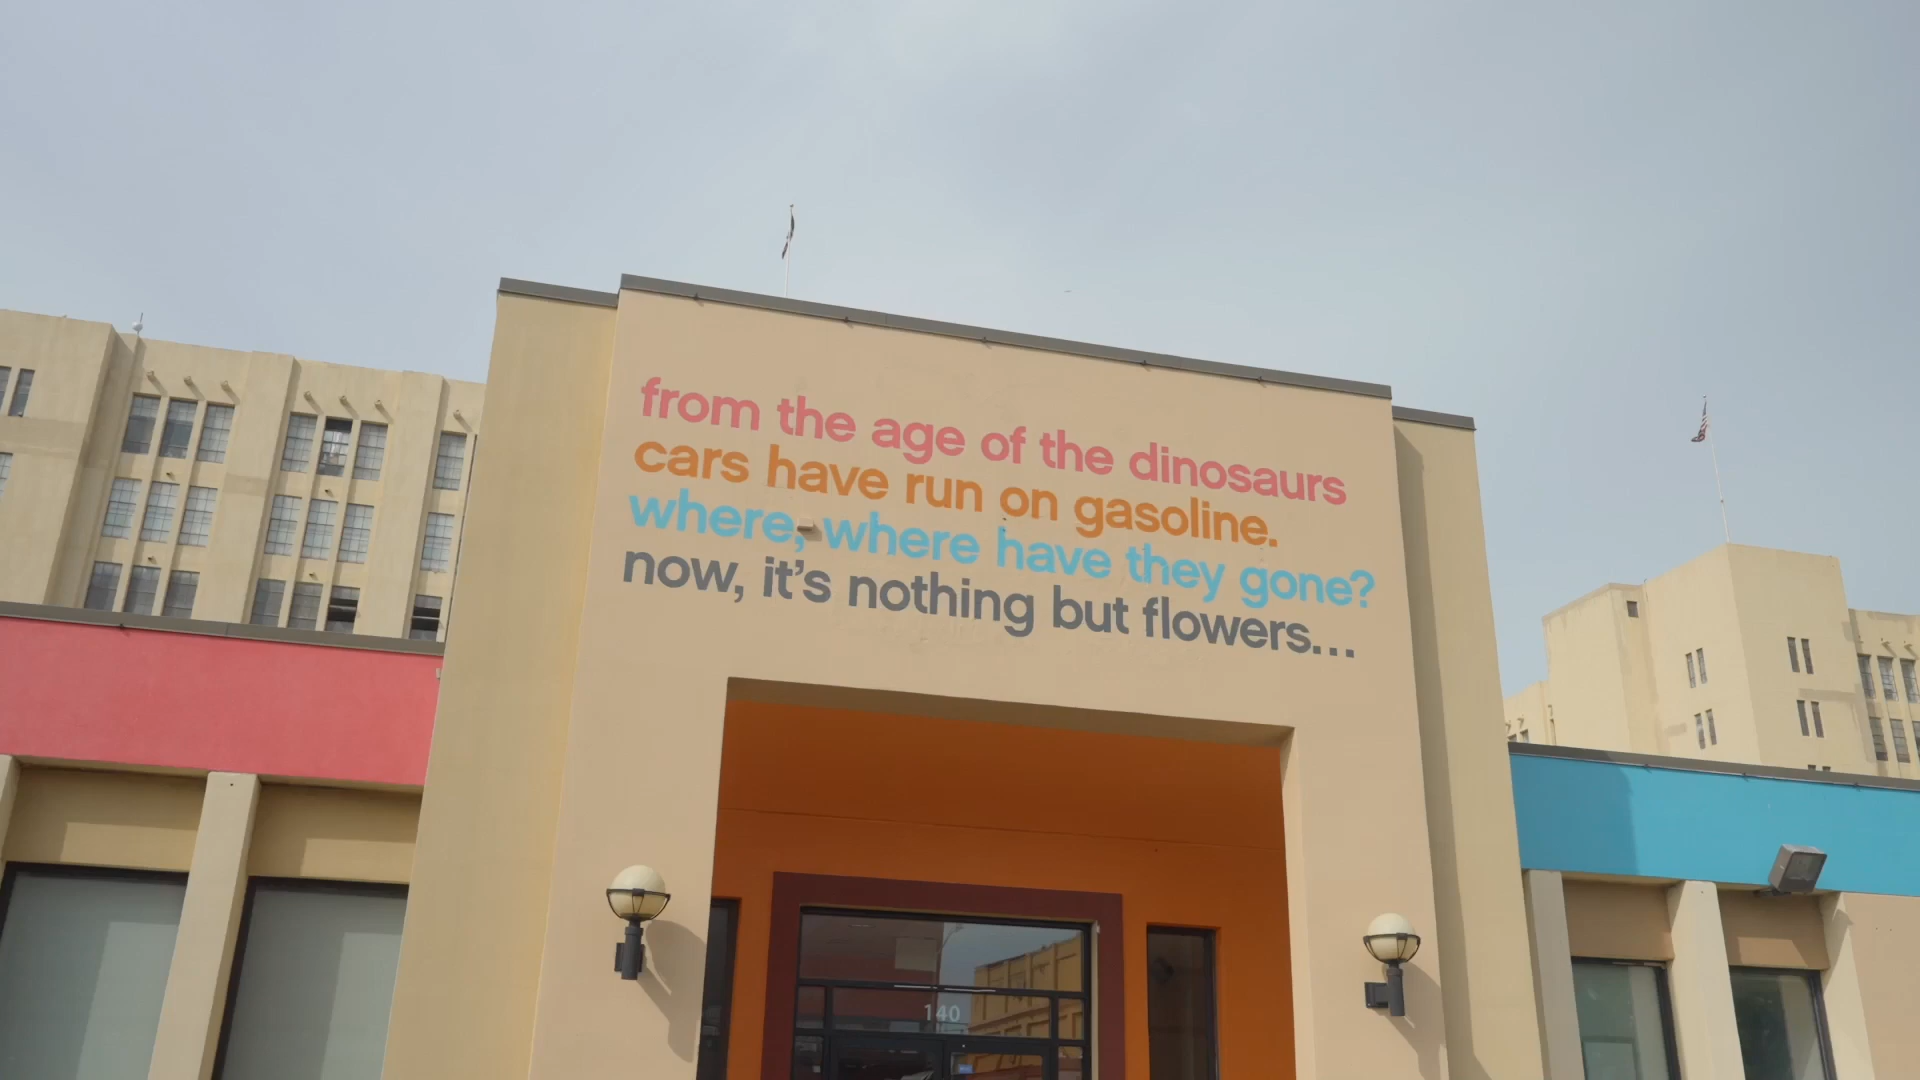 from the age of the dinosaurs
cars have run on gasoline.
where, where have they gone?
now, it's nothing but flowers...
140